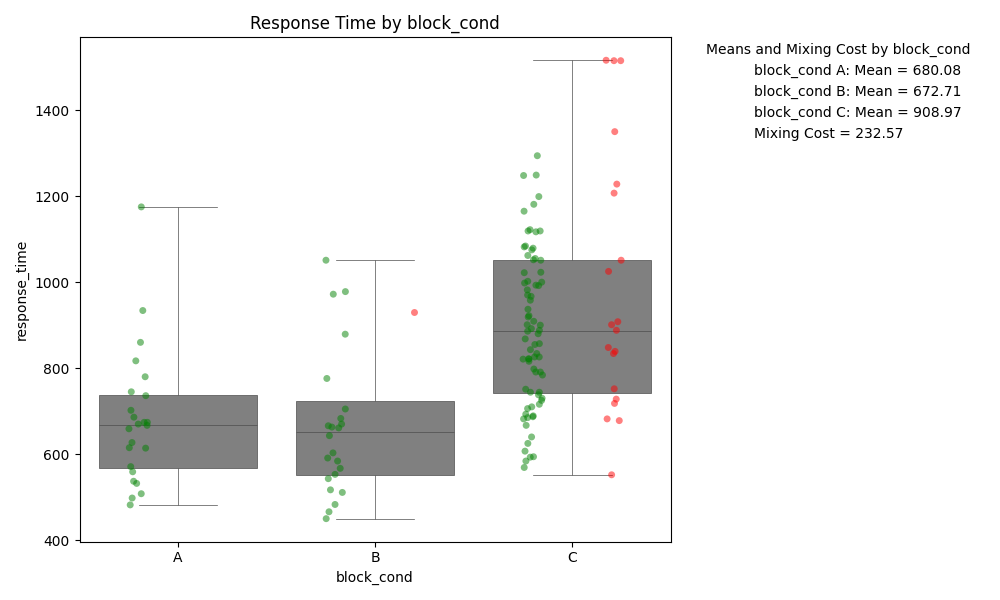 Response Time by block_cond
Means and Mixing Cost by block_cond
block_cond A: Mean = 680.08
block_cond B: Mean = 672.71
block_cond C: Mean = 908.97
Mixing Cost = 232.57
response_time
1400
1200
1000
800
600
400
A
B
C
block_cond